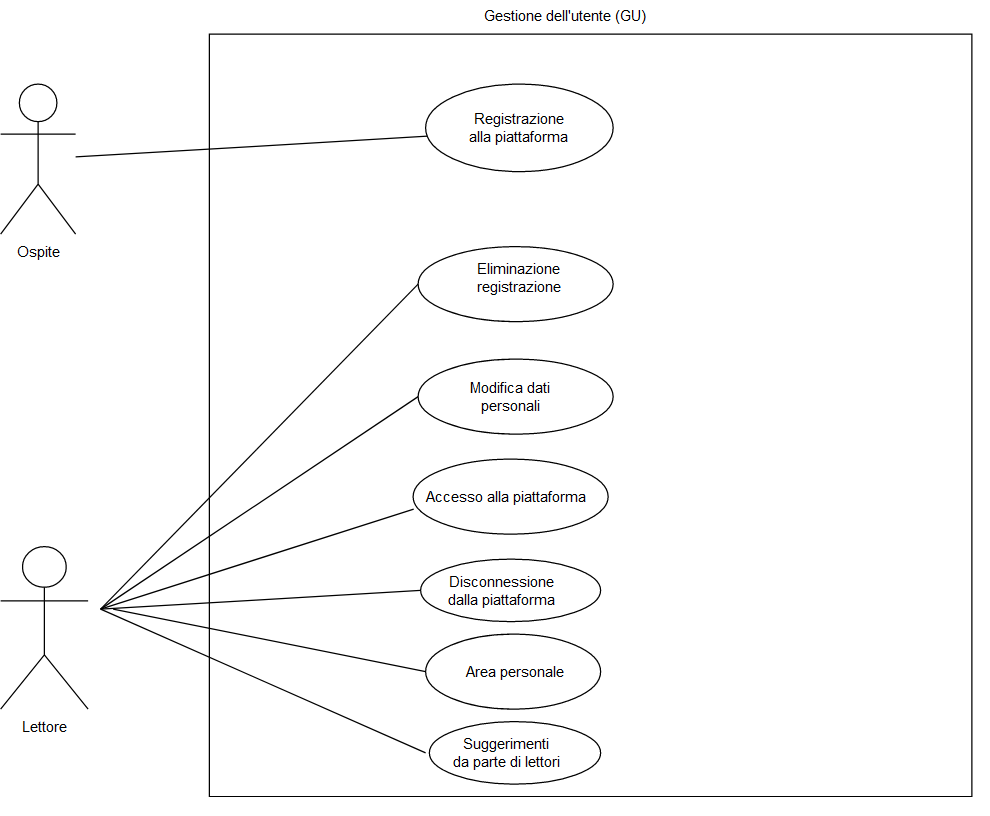 Gestione dell'utente (GU)
Registrazione
alla piattaforma
Ospite
Eliminazione
registrazione
Modifica dati
personali
Accesso alla piattaforma
Disconnessione
dalla piattaforma
Area personale
Lettore
Suggerimenti
da parte di lettori